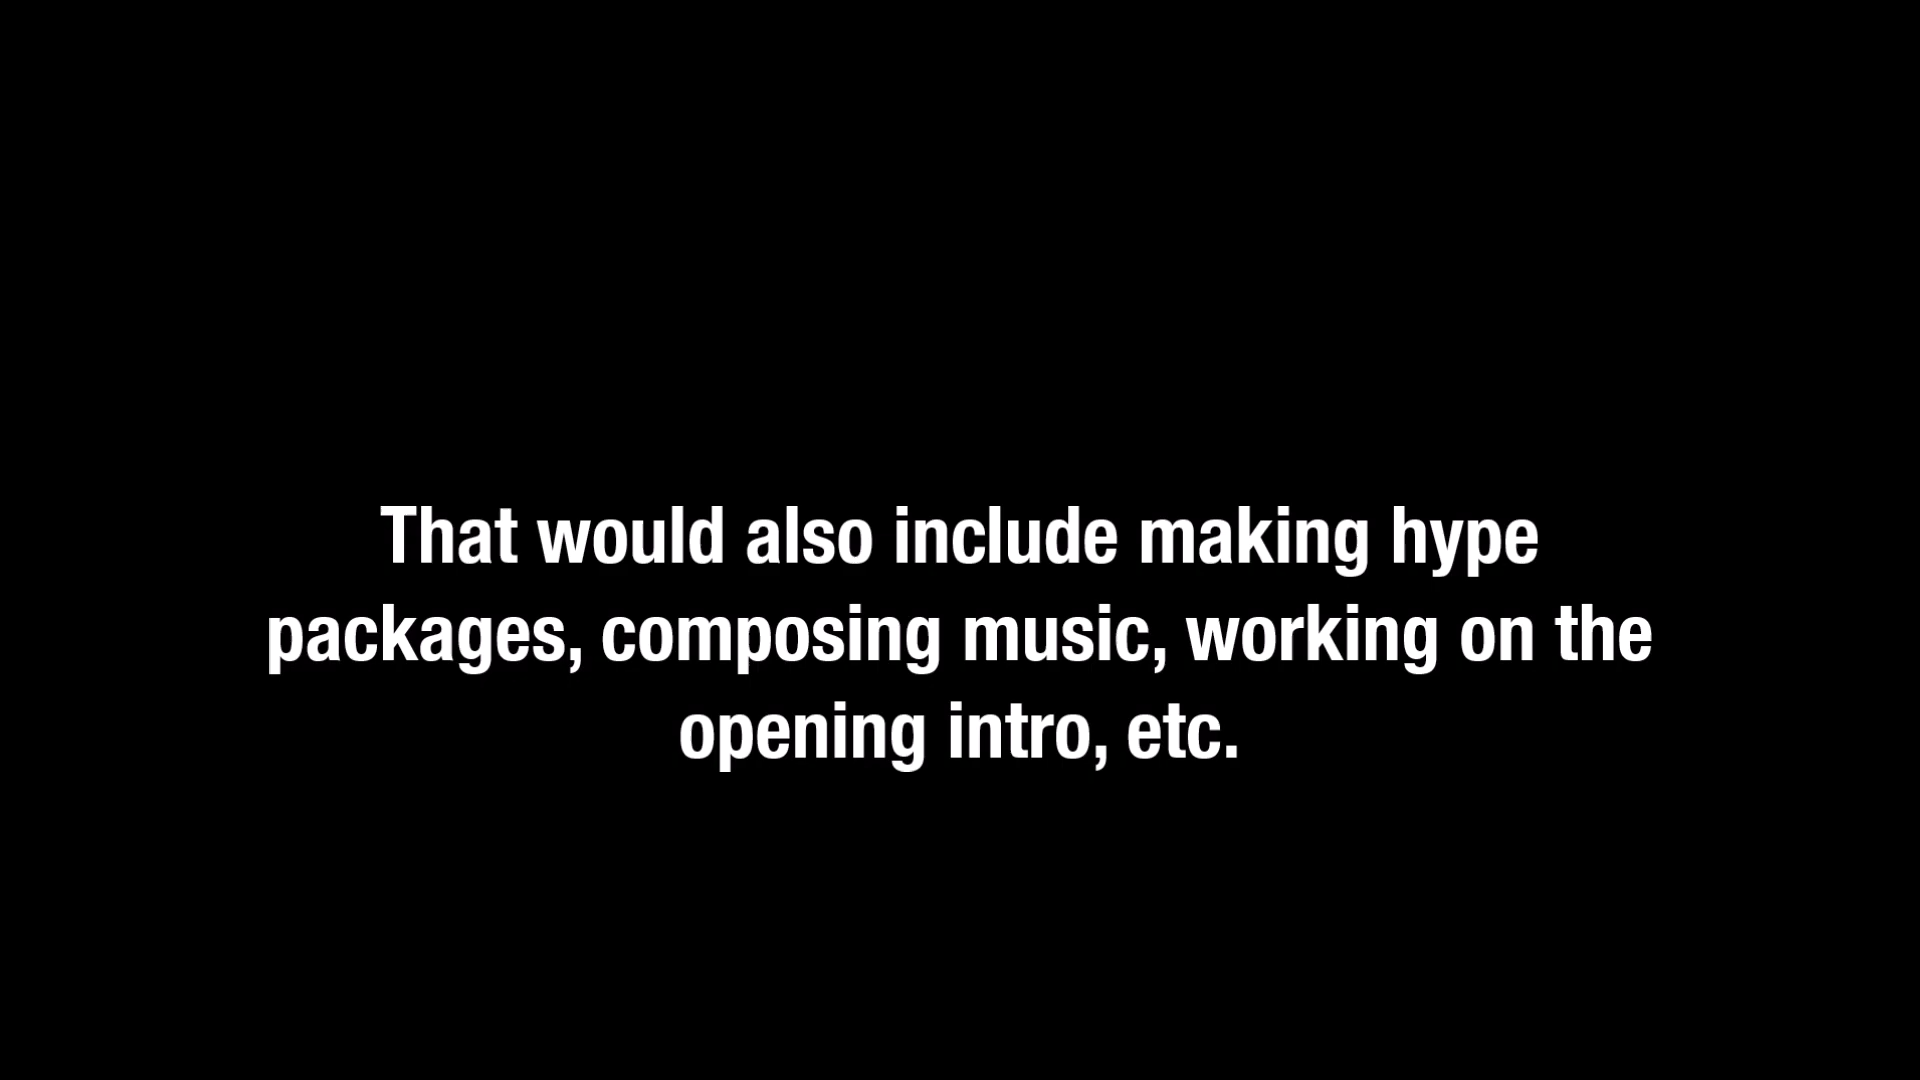 That would also include making hype
packages, composing music, working on the
opening intro, etc.